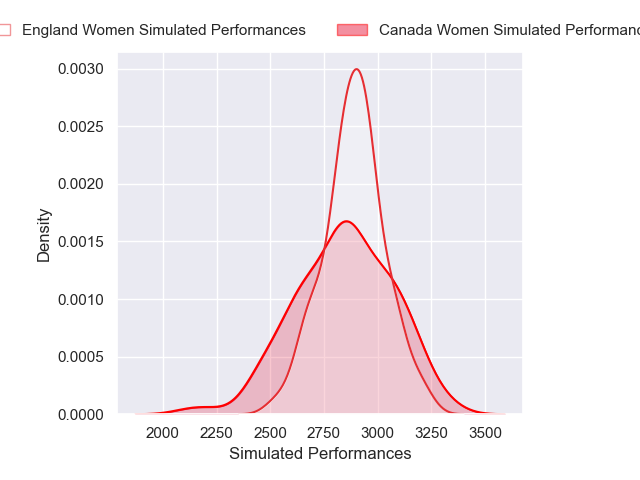 England Women Simulated Performances
Canada Women Simulated Performanc
0.0030
0.0025
0.0020
0.0015
0.0010
0.0005
0.0000
Density
2000 2250 2500 2750 3000 3250 3500
Simulated Performances